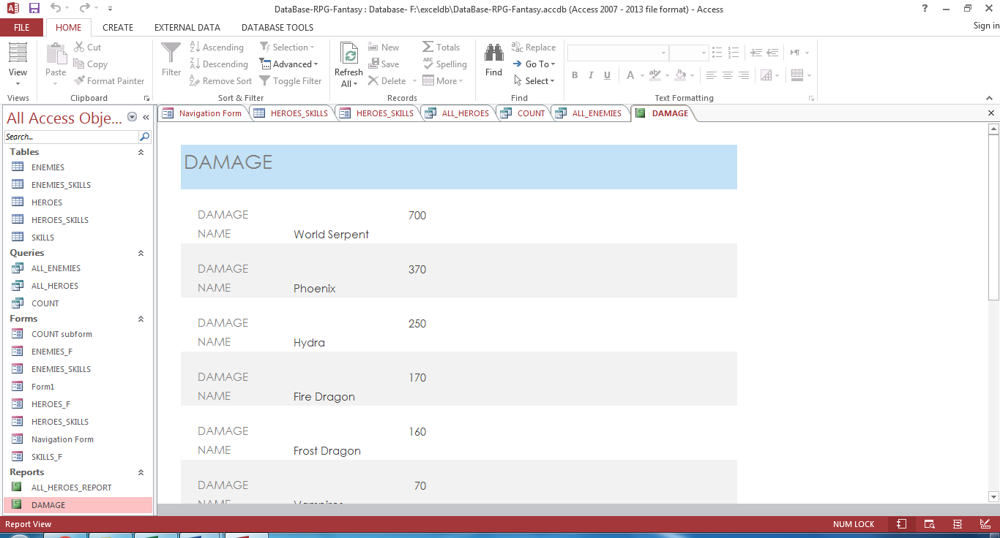 DataBase-RPG-Fantasy : Database- F:\exceldb\DataBase-RPG-Fantasy.accdb (Access 2007 - 2013 file format) - Access
?
FILE HOME CREATE EXTERNAL DATA DATABASE TOOLS Sign in
View
Views
Paste
Cut
Copy
Format Painter
Clipboard
Filter
Ascending
Descending
Remove Sort
Selection
Advanced
Toggle Filter
Sort & Filter
Refresh
All
New
Save
Delete
Totals
Spelling
More
Records
Find
Replace
Go To
Select
Find
B I U A
Text Formatting
All Access Obje...
Search...
Tables
ENEMIES
ENEMIES_SKILLS
HEROES
HEROES_SKILLS
SKILLS
Queries
ALL_ENEMIES
ALL_HEROES
COUNT
Forms
COUNT subform
ENEMIES_F
ENEMIES_SKILLS
Form1
HEROES_F
HEROES_SKILLS
Navigation Form
SKILLS_F
Reports
ALL_HEROES_REPORT
DAMAGE
Navigation Form HEROES_SKILLS HEROES_SKILLS ALL_HEROES COUNT ALL_ENEMIES DAMAGE
DAMAGE
DAMAGE 700
NAME World Serpent
DAMAGE 370
NAME Phoenix
DAMAGE 250
NAME Hydra
DAMAGE 170
NAME Fire Dragon
DAMAGE 160
NAME Frost Dragon
DAMAGE 70
NAME Vampires
Report View NUM LOCK